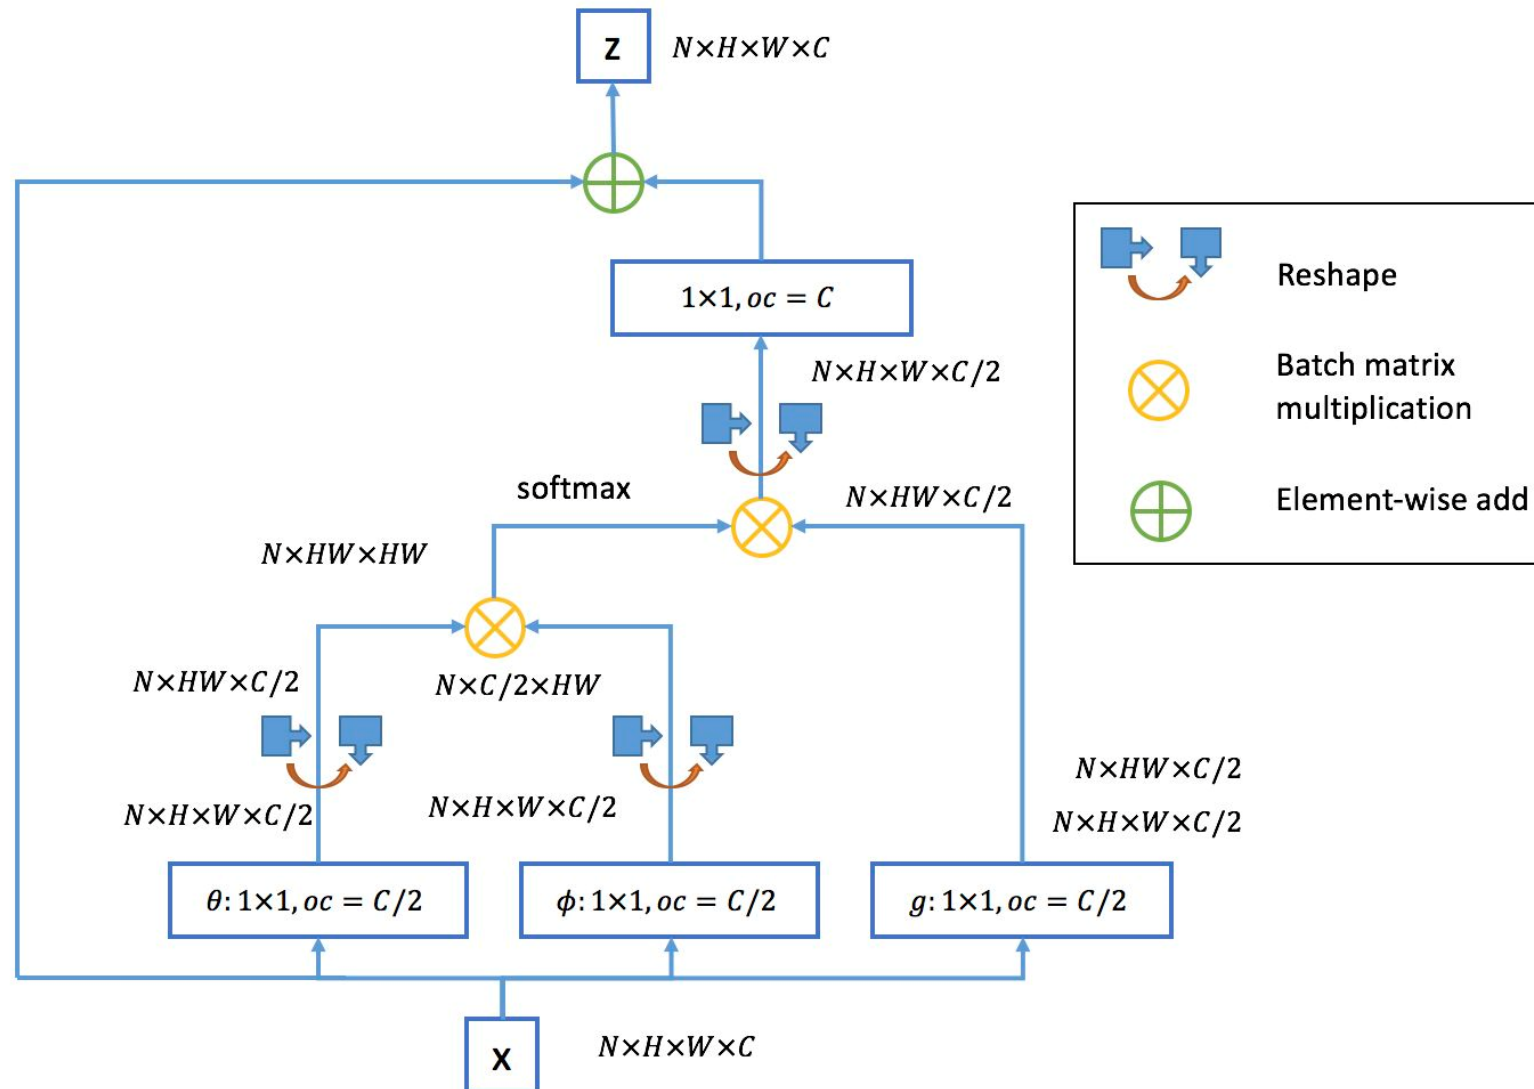 Z
N×H×W×C
1×1, oc = C
N×H×W×C/2
softmax
N×HW×C/2
N×HW×HW
N×HW×C/2
N×C/2×HW
N×HW×C/2
N×H×W×C/2
N×H×W×C/2
N×H×W×C/2
θ: 1×1, oc = C/2
ϕ: 1×1, oc = C/2
g: 1×1, oc = C/2
X
N×H×W×C
Reshape
Batch matrix
multiplication
Element-wise add